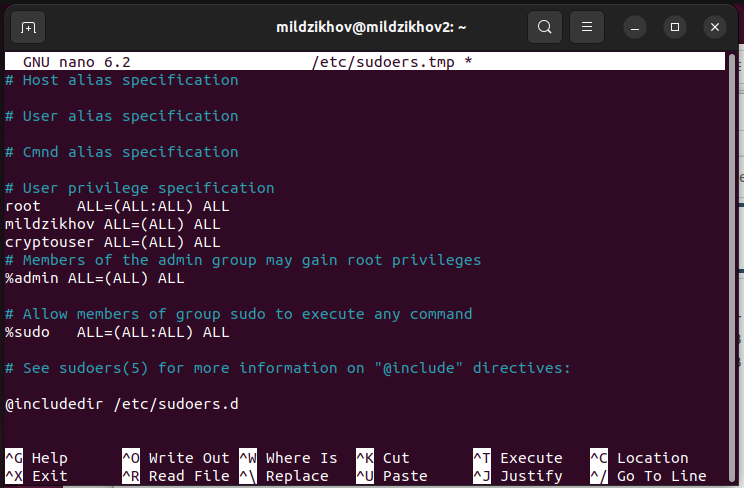 mildzikhov@mildzikhov2: ~
GNU nano 6.2 /etc/sudoers.tmp *
# Host alias specification
# User alias specification
# Cmnd alias specification
# User privilege specification
root    ALL=(ALL:ALL) ALL
mildzikhov ALL=(ALL) ALL
cryptouser ALL=(ALL) ALL
# Members of the admin group may gain root privileges
%admin ALL=(ALL) ALL
# Allow members of group sudo to execute any command
%sudo   ALL=(ALL:ALL) ALL
# See sudoers(5) for more information on "@include" directives:
@includedir /etc/sudoers.d
^G Help ^O Write Out ^W Where Is ^K Cut ^T Execute ^C Location
^X Exit ^R Read File ^\ Replace ^U Paste ^J Justify ^/ Go To Line